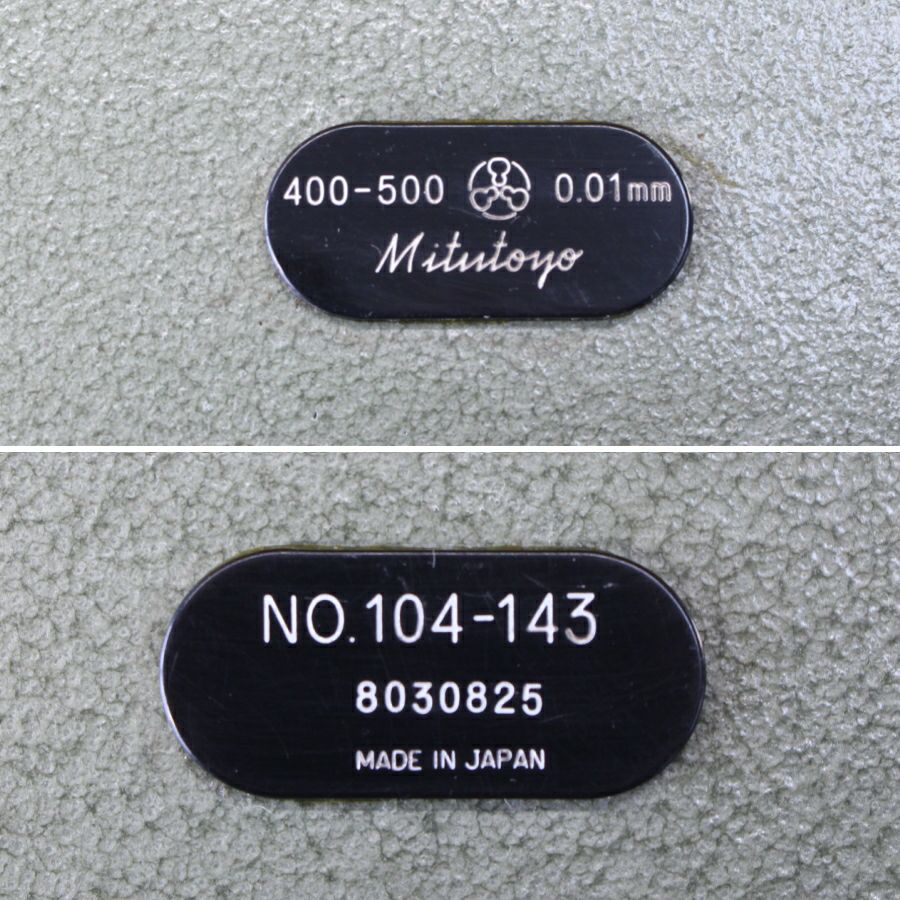 400-500 0.01mm
Mitutoyo
NO.104-143
8030825
MADE IN JAPAN